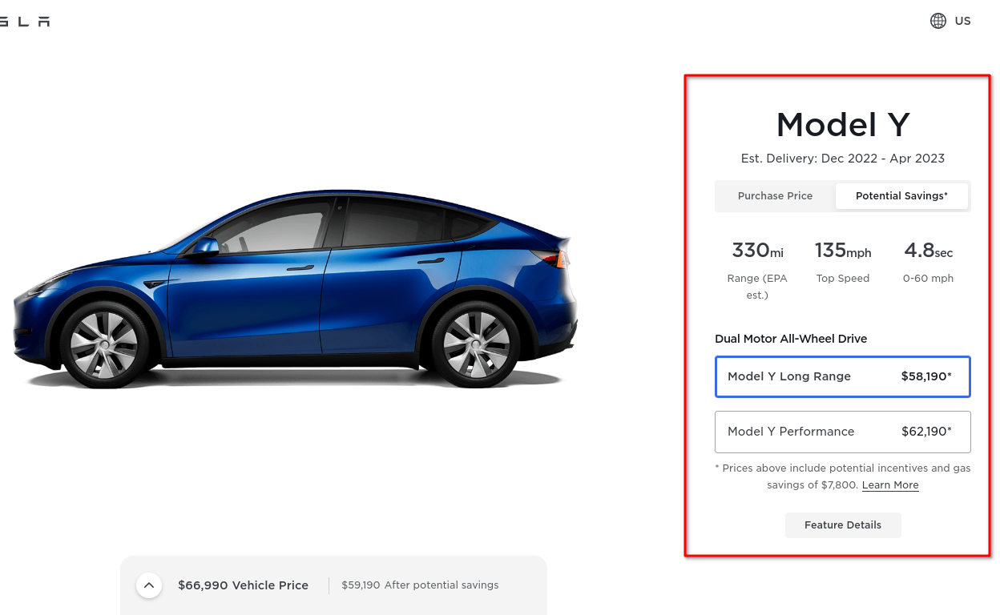 SLA
US
Model Y
Est. Delivery: Dec 2022 - Apr 2023
Purchase Price Potential Savings*
330mi 135mph 4.8sec
Range (EPA est.) Top Speed 0-60 mph
Dual Motor All-Wheel Drive
Model Y Long Range $58,190*
Model Y Performance $62,190*
* Prices above include potential incentives and gas
savings of $7,800. Learn More
Feature Details
$66,990 Vehicle Price $59,190 After potential savings